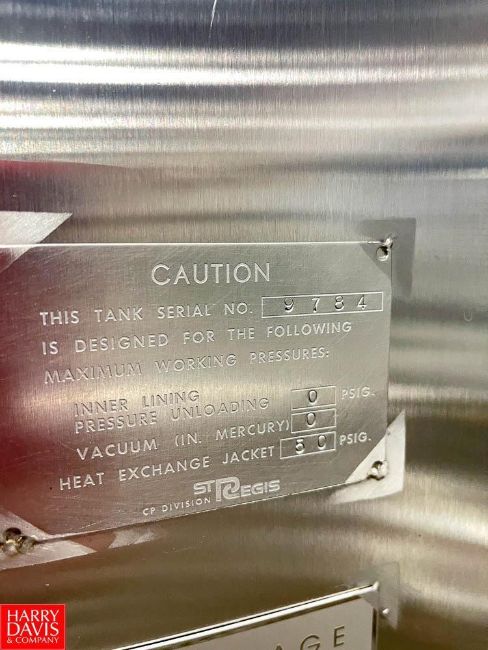 CAUTION
THIS TANK SERIAL NO. 9784
IS DESIGNED FOR THE FOLLOWING
MAXIMUM WORKING PRESSURES:
INNER LINING
PRESSURE UNLOADING 0 PSIG.
VACUUM (IN. MERCURY) 0
HEAT EXCHANGE JACKET 50 PSIG.
ST REGIS
CP DIVISION
HARRY
DAVIS
& COMPANY